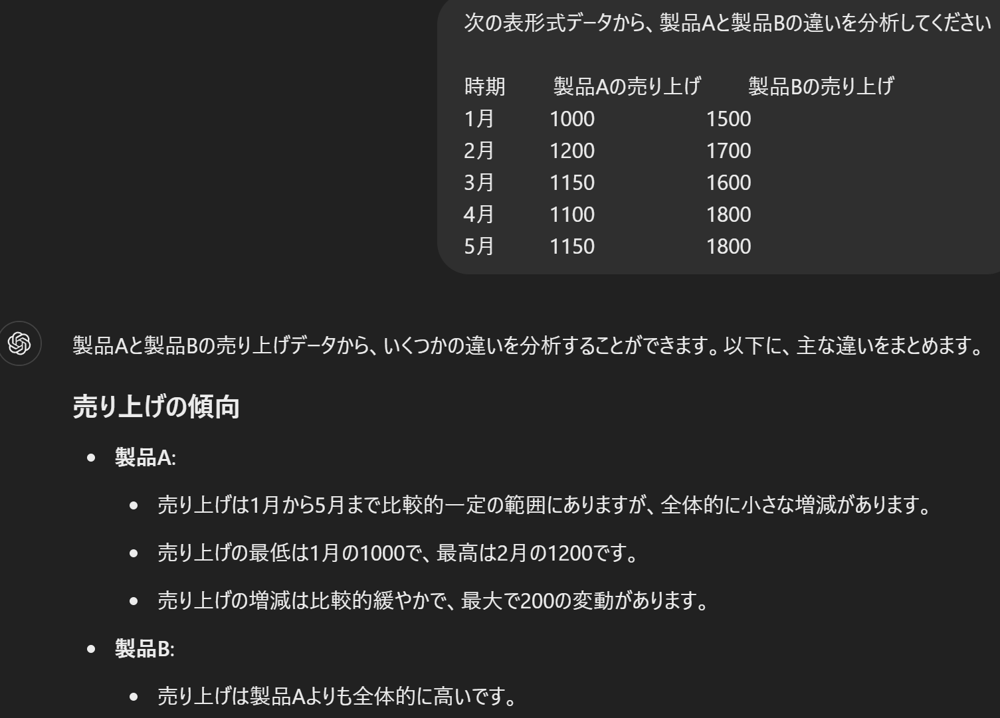 次の表形式データから、製品Aと製品Bの違いを分析してください
時期 製品Aの売り上げ 製品Bの売り上げ
1月 1000 1500
2月 1200 1700
3月 1150 1600
4月 1100 1800
5月 1150 1800
製品Aと製品Bの売り上げデータから、いくつかの違いを分析することができます。以下に、主な違いをまとめます。
売り上げの傾向
• 製品A:
• 売り上げは1月から5月まで比較的一定の範囲にありますが、全体的に小さな増減があります。
• 売り上げの最低は1月の1000で、最高は2月の1200です。
• 売り上げの増減は比較的緩やかで、最大で200の変動があります。
• 製品B:
• 売り上げは製品Aよりも全体的に高いです。